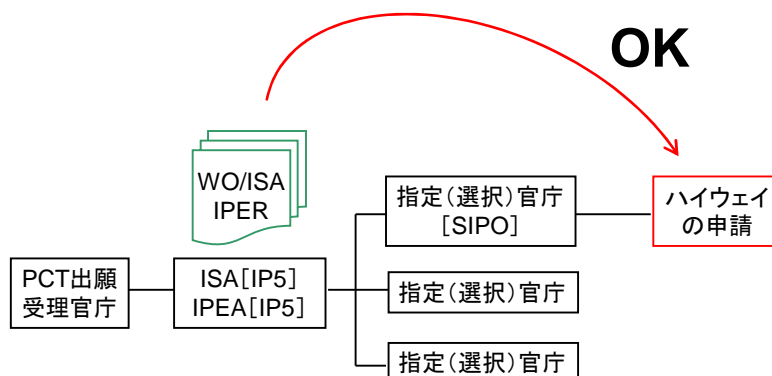 OK
WO/ISA
IPER
指定(選択)官庁
[SIPO]
ハイウェイ
の申請
PCT出願
受理官庁
ISA[IP5]
IPEA[IP5]
指定(選択)官庁
指定(選択)官庁